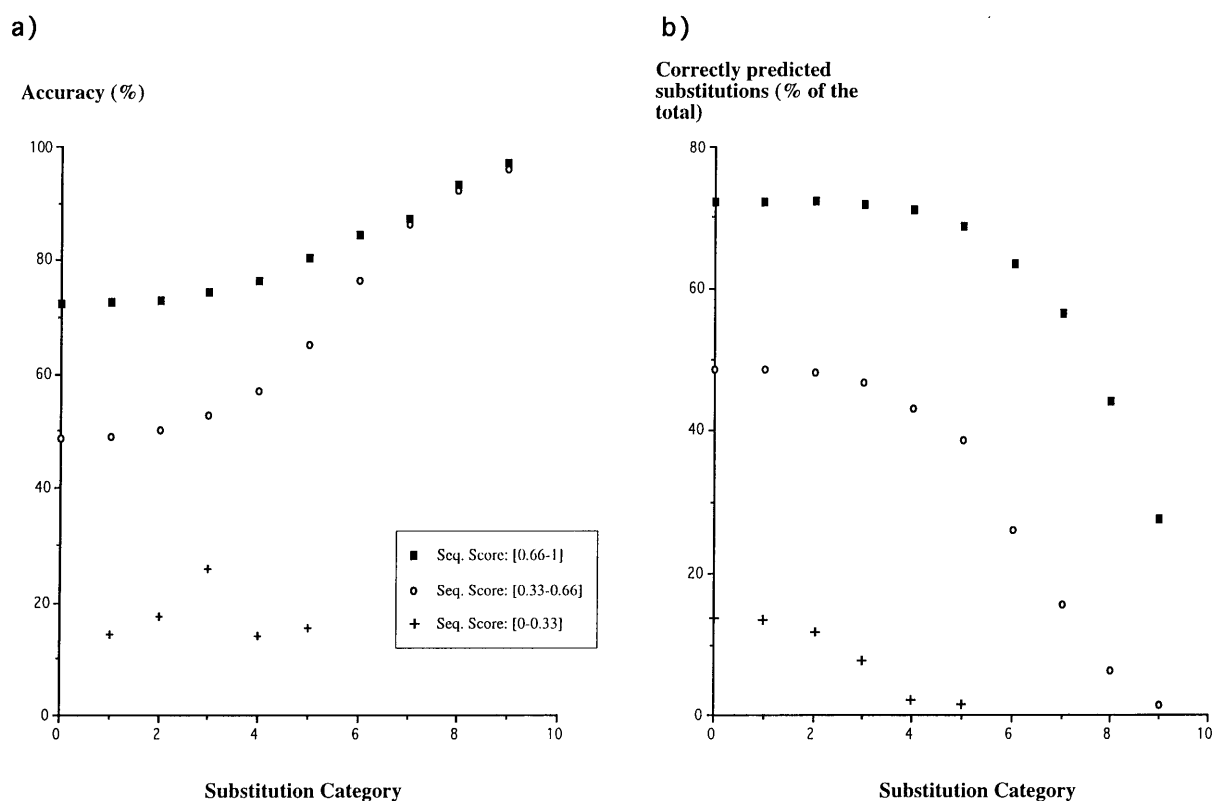 a)
Accuracy (%)
100
80
60
40
20
0
0
2
4
6
8
10
Seq. Score: [0.66-1]
Seq. Score: [0.33-0.66]
Seq. Score: [0-0.33]
Substitution Category
b)
Correctly predicted
substitutions (% of the
total)
80
60
40
20
0
0
2
4
6
8
10
Substitution Category